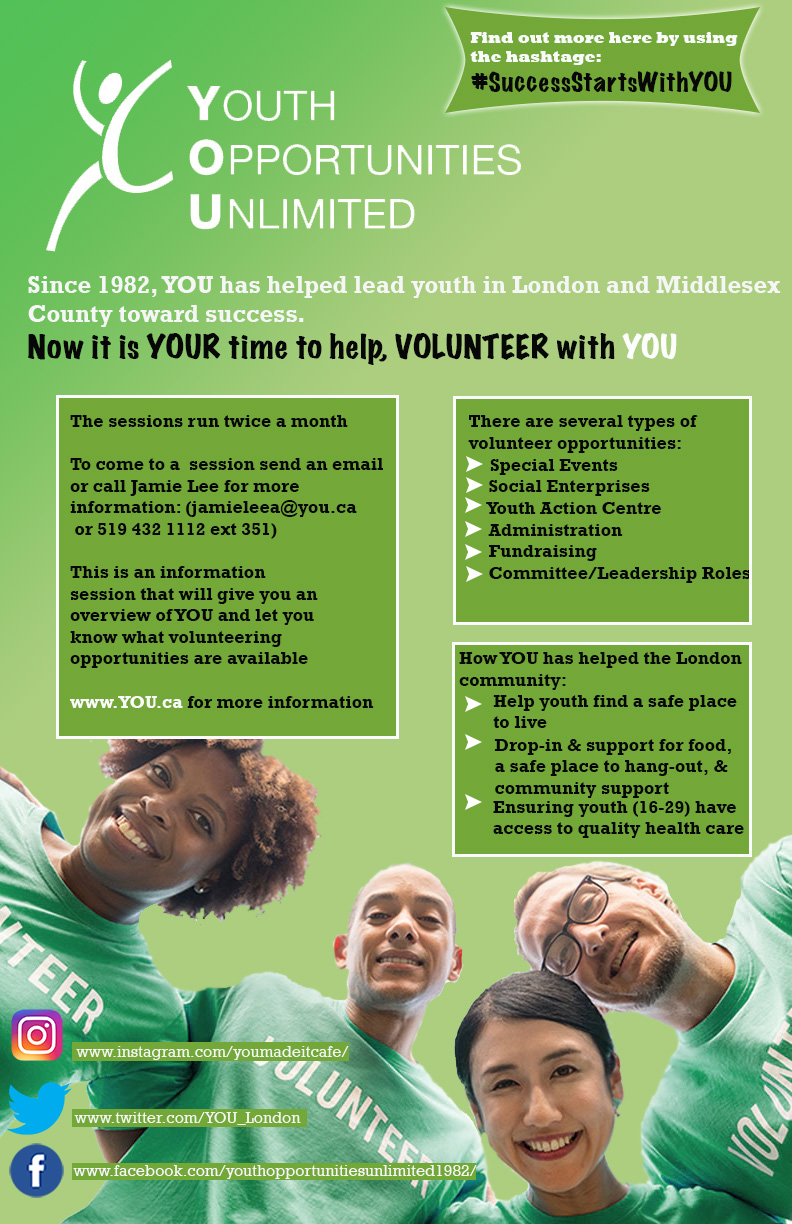 Find out more here by using
the hashtage:
#SuccessStartsWithYOU
YOUTH
OPPORTUNITIES
UNLIMITED
Since 1982, YOU has helped lead youth in London and Middlesex
County toward success.
Now it is YOUR time to help, VOLUNTEER with YOU
The sessions run twice a month
To come to a session send an email
or call Jamie Lee for more
information: (jamieleea@you.ca
or 519 432 1112 ext 351)
This is an information
session that will give you an
overview of YOU and let you
know what volunteering
opportunities are available
www.YOU.ca for more information
There are several types of
volunteer opportunities:
Special Events
Social Enterprises
Youth Action Centre
Administration
Fundraising
Committee/Leadership Roles
How YOU has helped the London
community:
Help youth find a safe place
to live
Drop-in & support for food,
a safe place to hang-out, &
community support
Ensuring youth (16-29) have
access to quality health care
NTEER
VOLUNTEER
VOLUN
www.instagram.com/youmadeitcafe/
www.twitter.com/YOU_London
www.facebook.com/youthopportunitiesunlimited1982/